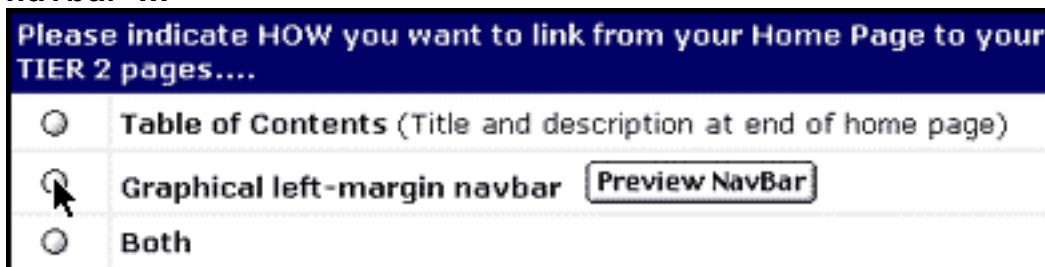 Please indicate HOW you want to link from your Home Page to your
TIER 2 pages....
Table of Contents (Title and description at end of home page)
Graphical left-margin navbar Preview NavBar
Both